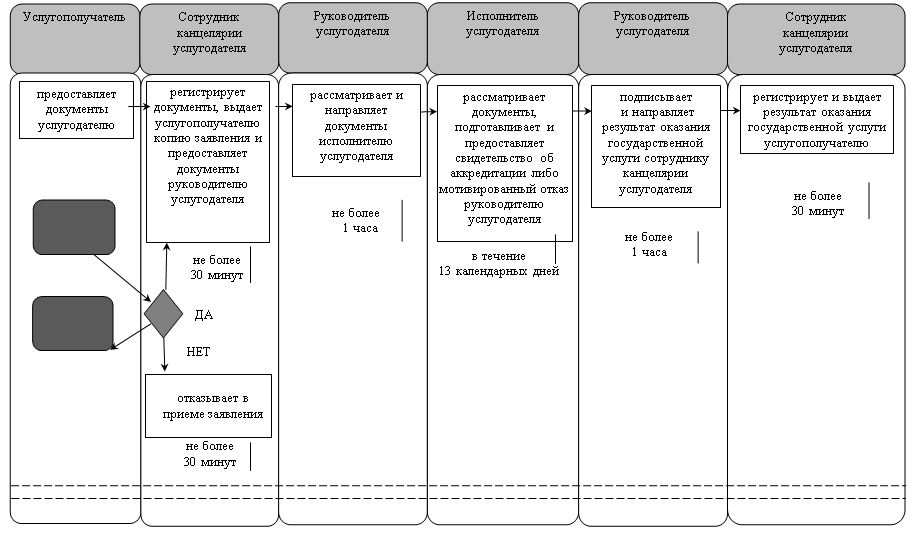 Услугополучатель
Сотрудник
канцелярии
услугодателя
Руководитель
услугодателя
Исполнитель
услугодателя
Руководитель
услугодателя
Сотрудник
канцелярии
услугодателя
предоставляет
документы
услугодателю
регистрирует
документы, выдает
услугополучателю
копию заявления и
предоставляет
документы
руководителю
услугодателя
не более
30 минут
ДА
НЕТ
отказывает в
приеме заявления
не более
30 минут
рассматривает и
направляет
документы
исполнителю
услугодателя
не более
1 часа
рассматривает
документы,
подготавливает и
предоставляет
свидетельство об
аккредитации либо
мотивированный отказ
руководителю
услугодателя
в течение
13 календарных дней
подписывает
и направляет
результат оказания
государственной
услуги сотруднику
канцелярии
услугодателя
не более
1 часа
регистрирует и выдает
результат оказания
государственной услуги
услугополучателю
не более
30 минут